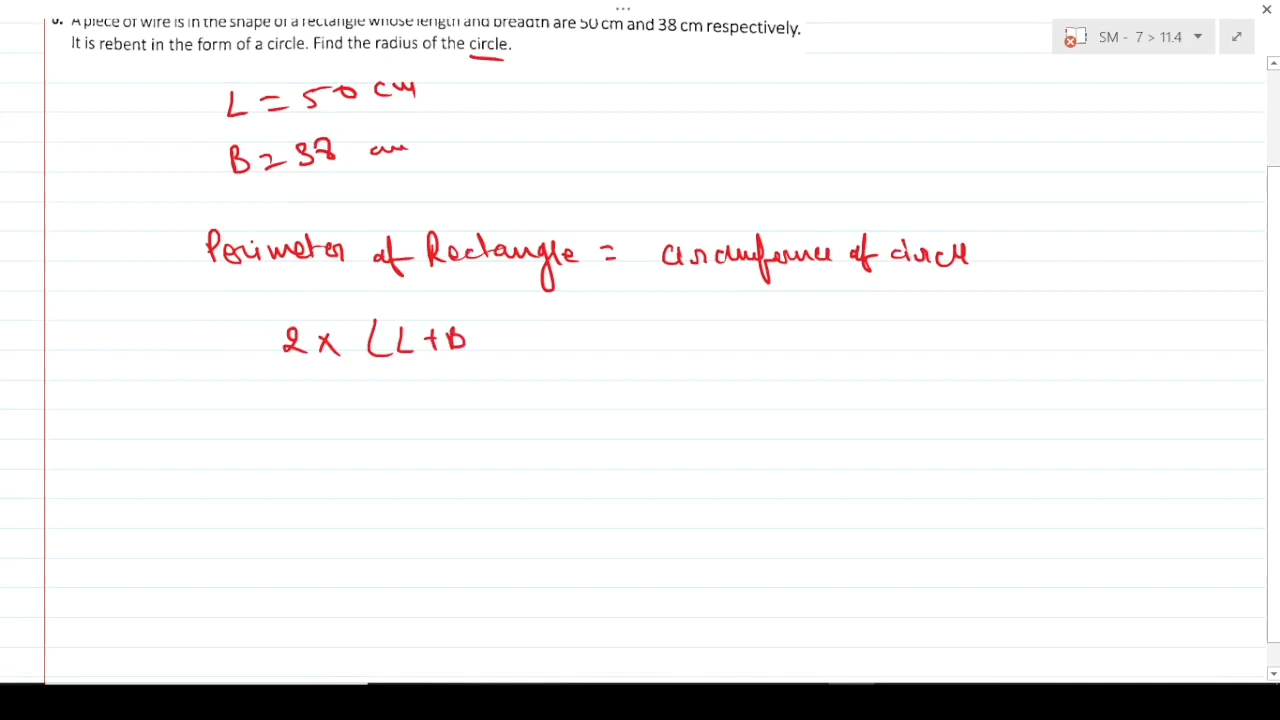 6. A piece of wire is in the shape of a rectangle whose length and breadth are 50 cm and 38 cm respectively.
It is rebent in the form of a circle. Find the radius of the circle.
SM - 7 > 11.4
L = 50 cm
B = 38 cm
Perimeter of Rectangle = circumference of circle
2 x (L + B